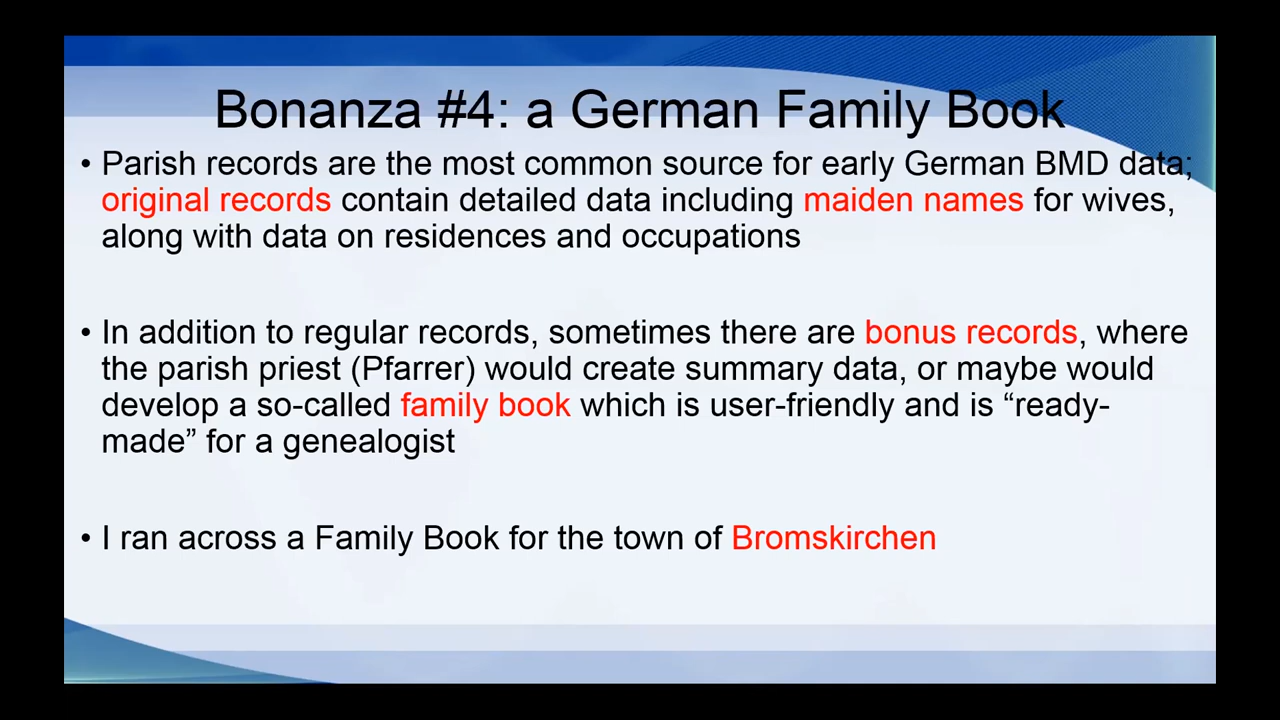 Bonanza #4: a German Family Book
• Parish records are the most common source for early German BMD data;
original records contain detailed data including maiden names for wives,
along with data on residences and occupations
• In addition to regular records, sometimes there are bonus records, where
the parish priest (Pfarrer) would create summary data, or maybe would
develop a so-called family book which is user-friendly and is “ready-
made” for a genealogist
• I ran across a Family Book for the town of Bromskirchen